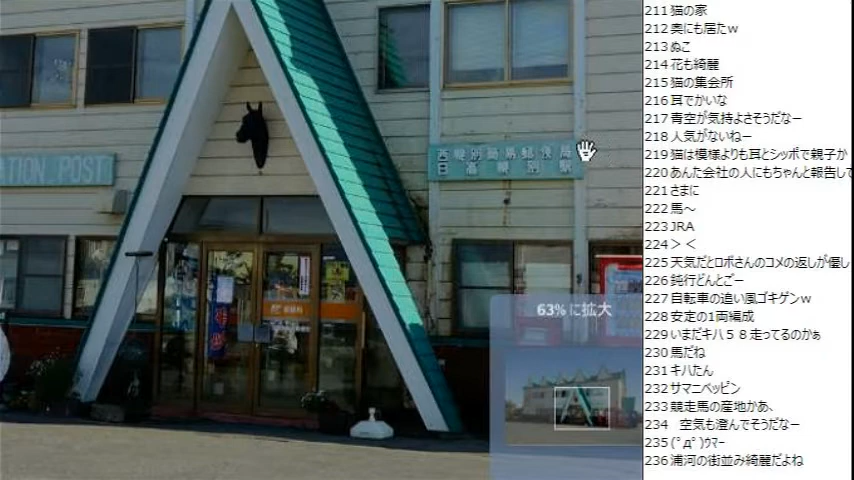 ATION.POST
西幌別簡易郵便局
日高幌別駅
63% に拡大
211 猫の家
212 奥にも居たｗ
213 ぬこ
214 花も綺麗
215 猫の集会所
216 耳でかいな
217 青空が気持よさそうだなー
218 人気がないねー
219 猫は模様よりも耳とシッポで親子か
220 あんた会社の人にもちゃんと報告して
221 さまに
222 馬～
223 JRA
224 ＞＜
225 天気だとロボさんのコメの返しが優し
226 鈍行どんとごー
227 自転車の追い風ゴキゲンｗ
228 安定の1両編成
229 いまだキハ５８走ってるのかぁ
230 馬だね
231 キハたん
232 サマニベッピン
233 競走馬の産地かあ、
234　空気も澄んでそうだなー
235 (ﾟдﾟ)ｳﾏｰ
236 浦河の街並み綺麗だよね